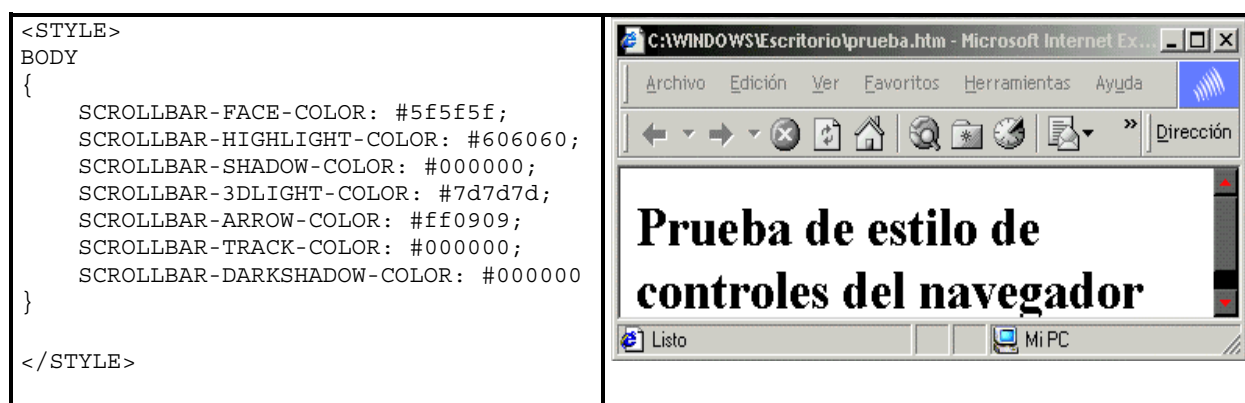 <STYLE>
BODY
{
    SCROLLBAR-FACE-COLOR: #5f5f5f;
    SCROLLBAR-HIGHLIGHT-COLOR: #606060;
    SCROLLBAR-SHADOW-COLOR: #000000;
    SCROLLBAR-3DLIGHT-COLOR: #7d7d7d;
    SCROLLBAR-ARROW-COLOR: #ff0909;
    SCROLLBAR-TRACK-COLOR: #000000;
    SCROLLBAR-DARKSHADOW-COLOR: #000000
}
</STYLE>
C:\WINDOWS\Escritorio\prueba.htm - Microsoft Internet Ex...
Archivo Edición Ver Favoritos Herramientas Ayuda
» Dirección
Prueba de estilo de
controles del navegador
Listo Mi PC